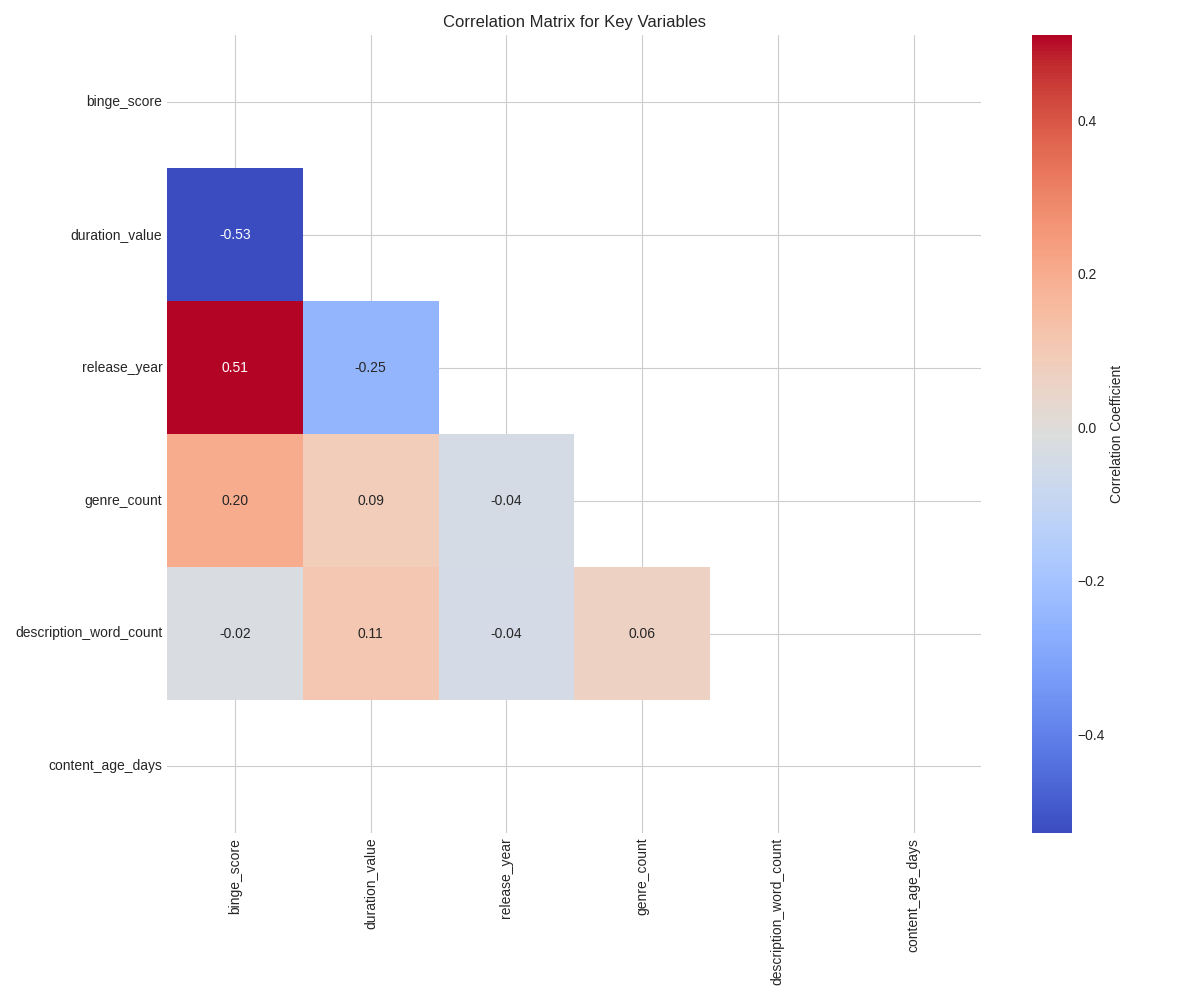 Correlation Matrix for Key Variables
binge_score
duration_value
-0.53
release_year
0.51
-0.25
genre_count
0.20
0.09
-0.04
description_word_count
-0.02
0.11
-0.04
0.06
content_age_days
binge_score
duration_value
release_year
genre_count
description_word_count
content_age_days
0.4
0.2
0.0
−0.2
−0.4
Correlation Coefficient